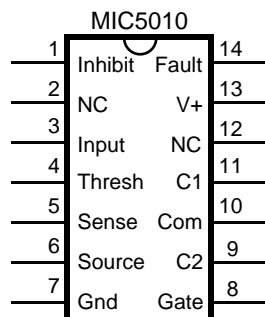 MIC5010
1 Inhibit Fault 14
2 NC V+ 13
3 Input NC 12
4 Thresh C1 11
5 Sense Com 10
6 Source C2 9
7 Gnd Gate 8